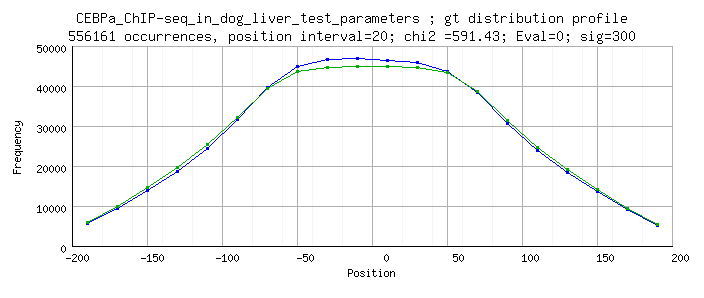 CEBPa_ChIP-seq_in_dog_liver_test_parameters ; gt distribution profile
556161 occurrences, position interval=20; chi2 =591.43; Eval=0; sig=300
50000
40000
30000
20000
10000
0
Frequency
-200 -150 -100 -50 0 50 100 150 200
Position